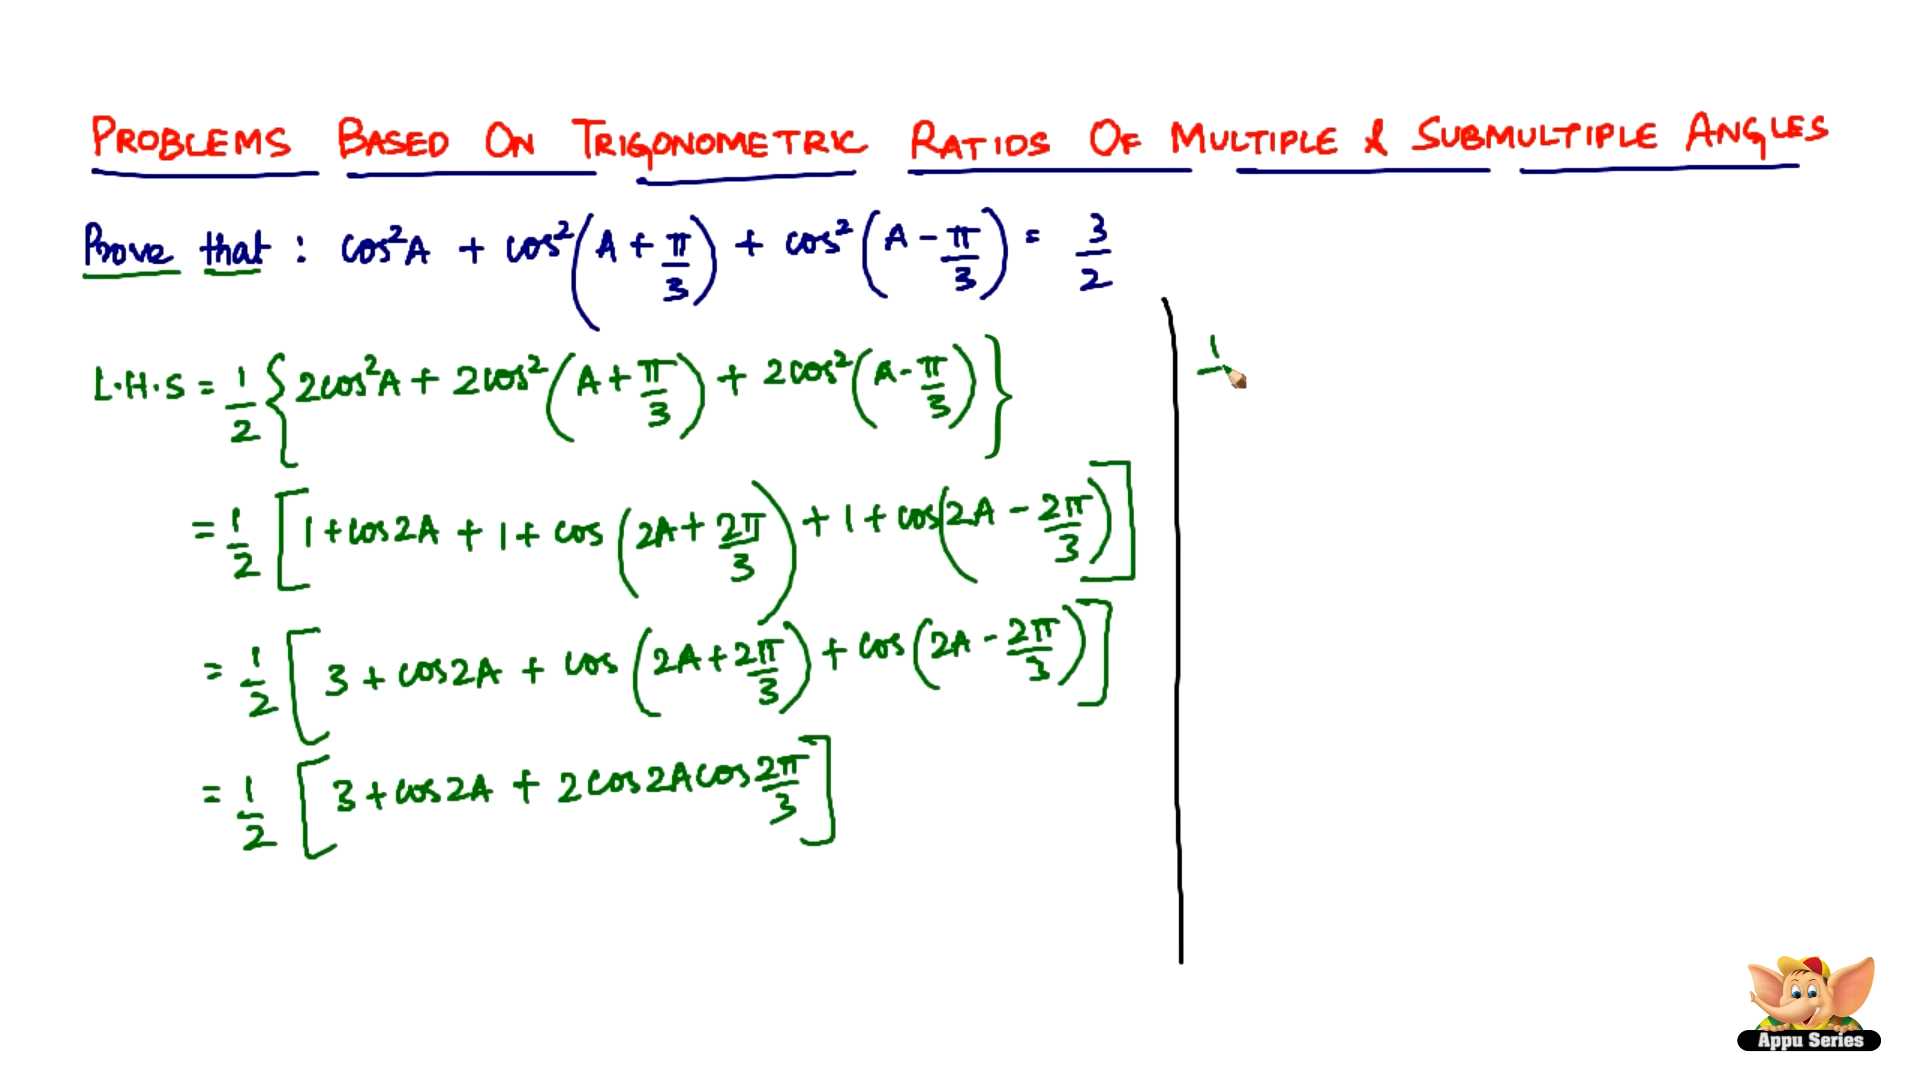 PROBLEMS BASED ON TRIGONOMETRIC RATIOS OF MULTIPLE & SUBMULTIPLE ANGLES
Prove that : cos²A + cos²(A + π/3) + cos²(A - π/3) = 3/2
L.H.S = 1/2 {2cos²A + 2cos²(A + π/3) + 2cos²(A - π/3)}
= 1/2 [1 + cos2A + 1 + cos(2A + 2π/3) + 1 + cos(2A - 2π/3)]
= 1/2 [3 + cos2A + cos(2A + 2π/3) + cos(2A - 2π/3)]
= 1/2 [3 + cos2A + 2cos2Acos2π/3]
1
Appu Series